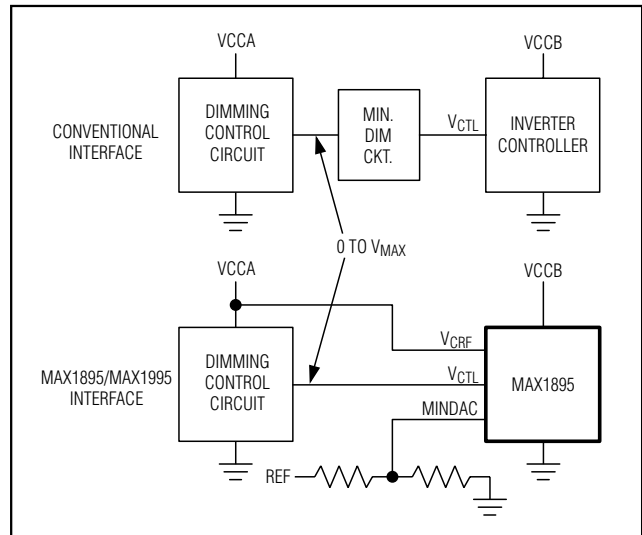 VCCA
VCCB
CONVENTIONAL
INTERFACE
DIMMING
CONTROL
CIRCUIT
MIN.
DIM
CKT.
VCTL
INVERTER
CONTROLLER
0 TO VMAX
VCCA
VCCB
MAX1895/MAX1995
INTERFACE
DIMMING
CONTROL
CIRCUIT
VCRF
VCTL
MINDAC
MAX1895
REF